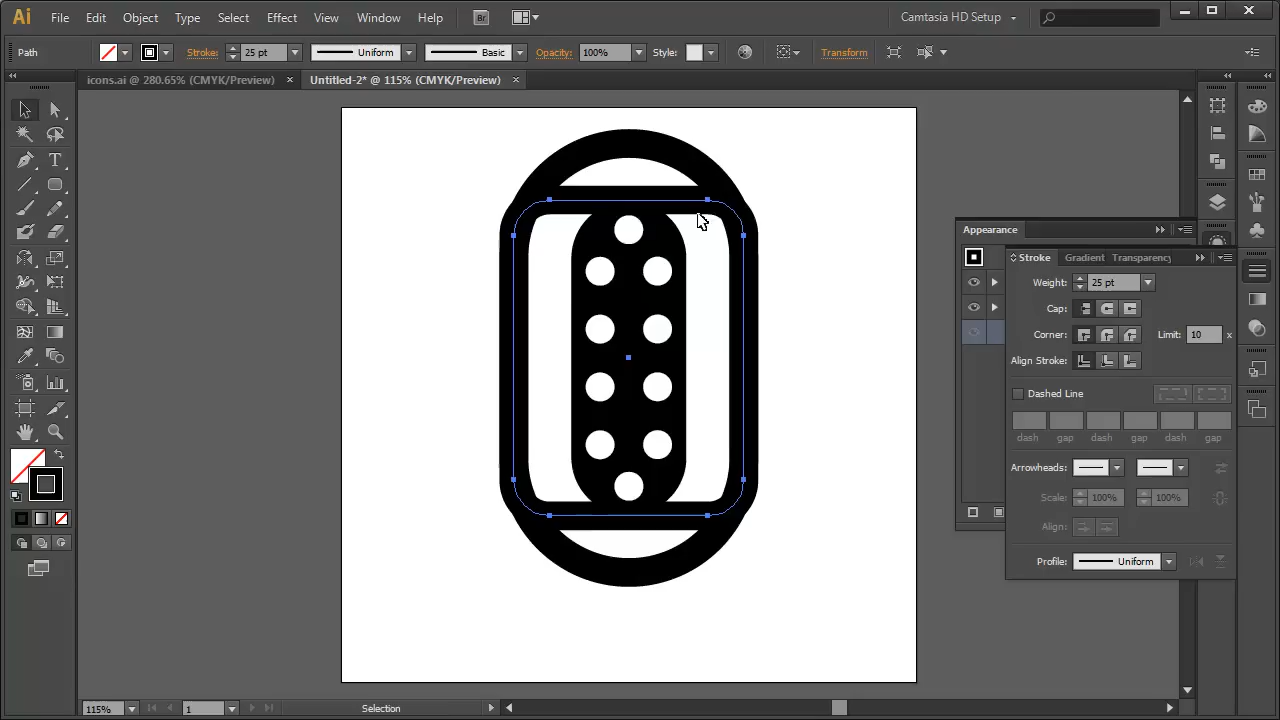 Ai File Edit Object Type Select Effect View Window Help Br Camtasia HD Setup
Path Stroke: 25 pt Uniform Basic Opacity: 100% Style: Transform
icons.ai @ 280.65% (CMYK/Preview) × Untitled-2* @ 115% (CMYK/Preview) ×
Appearance
Stroke Gradient Transparency
Weight: 25 pt
Cap:
Corner: Limit: 10 x
Align Stroke:
Dashed Line
dash gap dash gap dash gap
Arrowheads:
Scale: 100% 100%
Align:
Profile: Uniform
115% 1 Selection